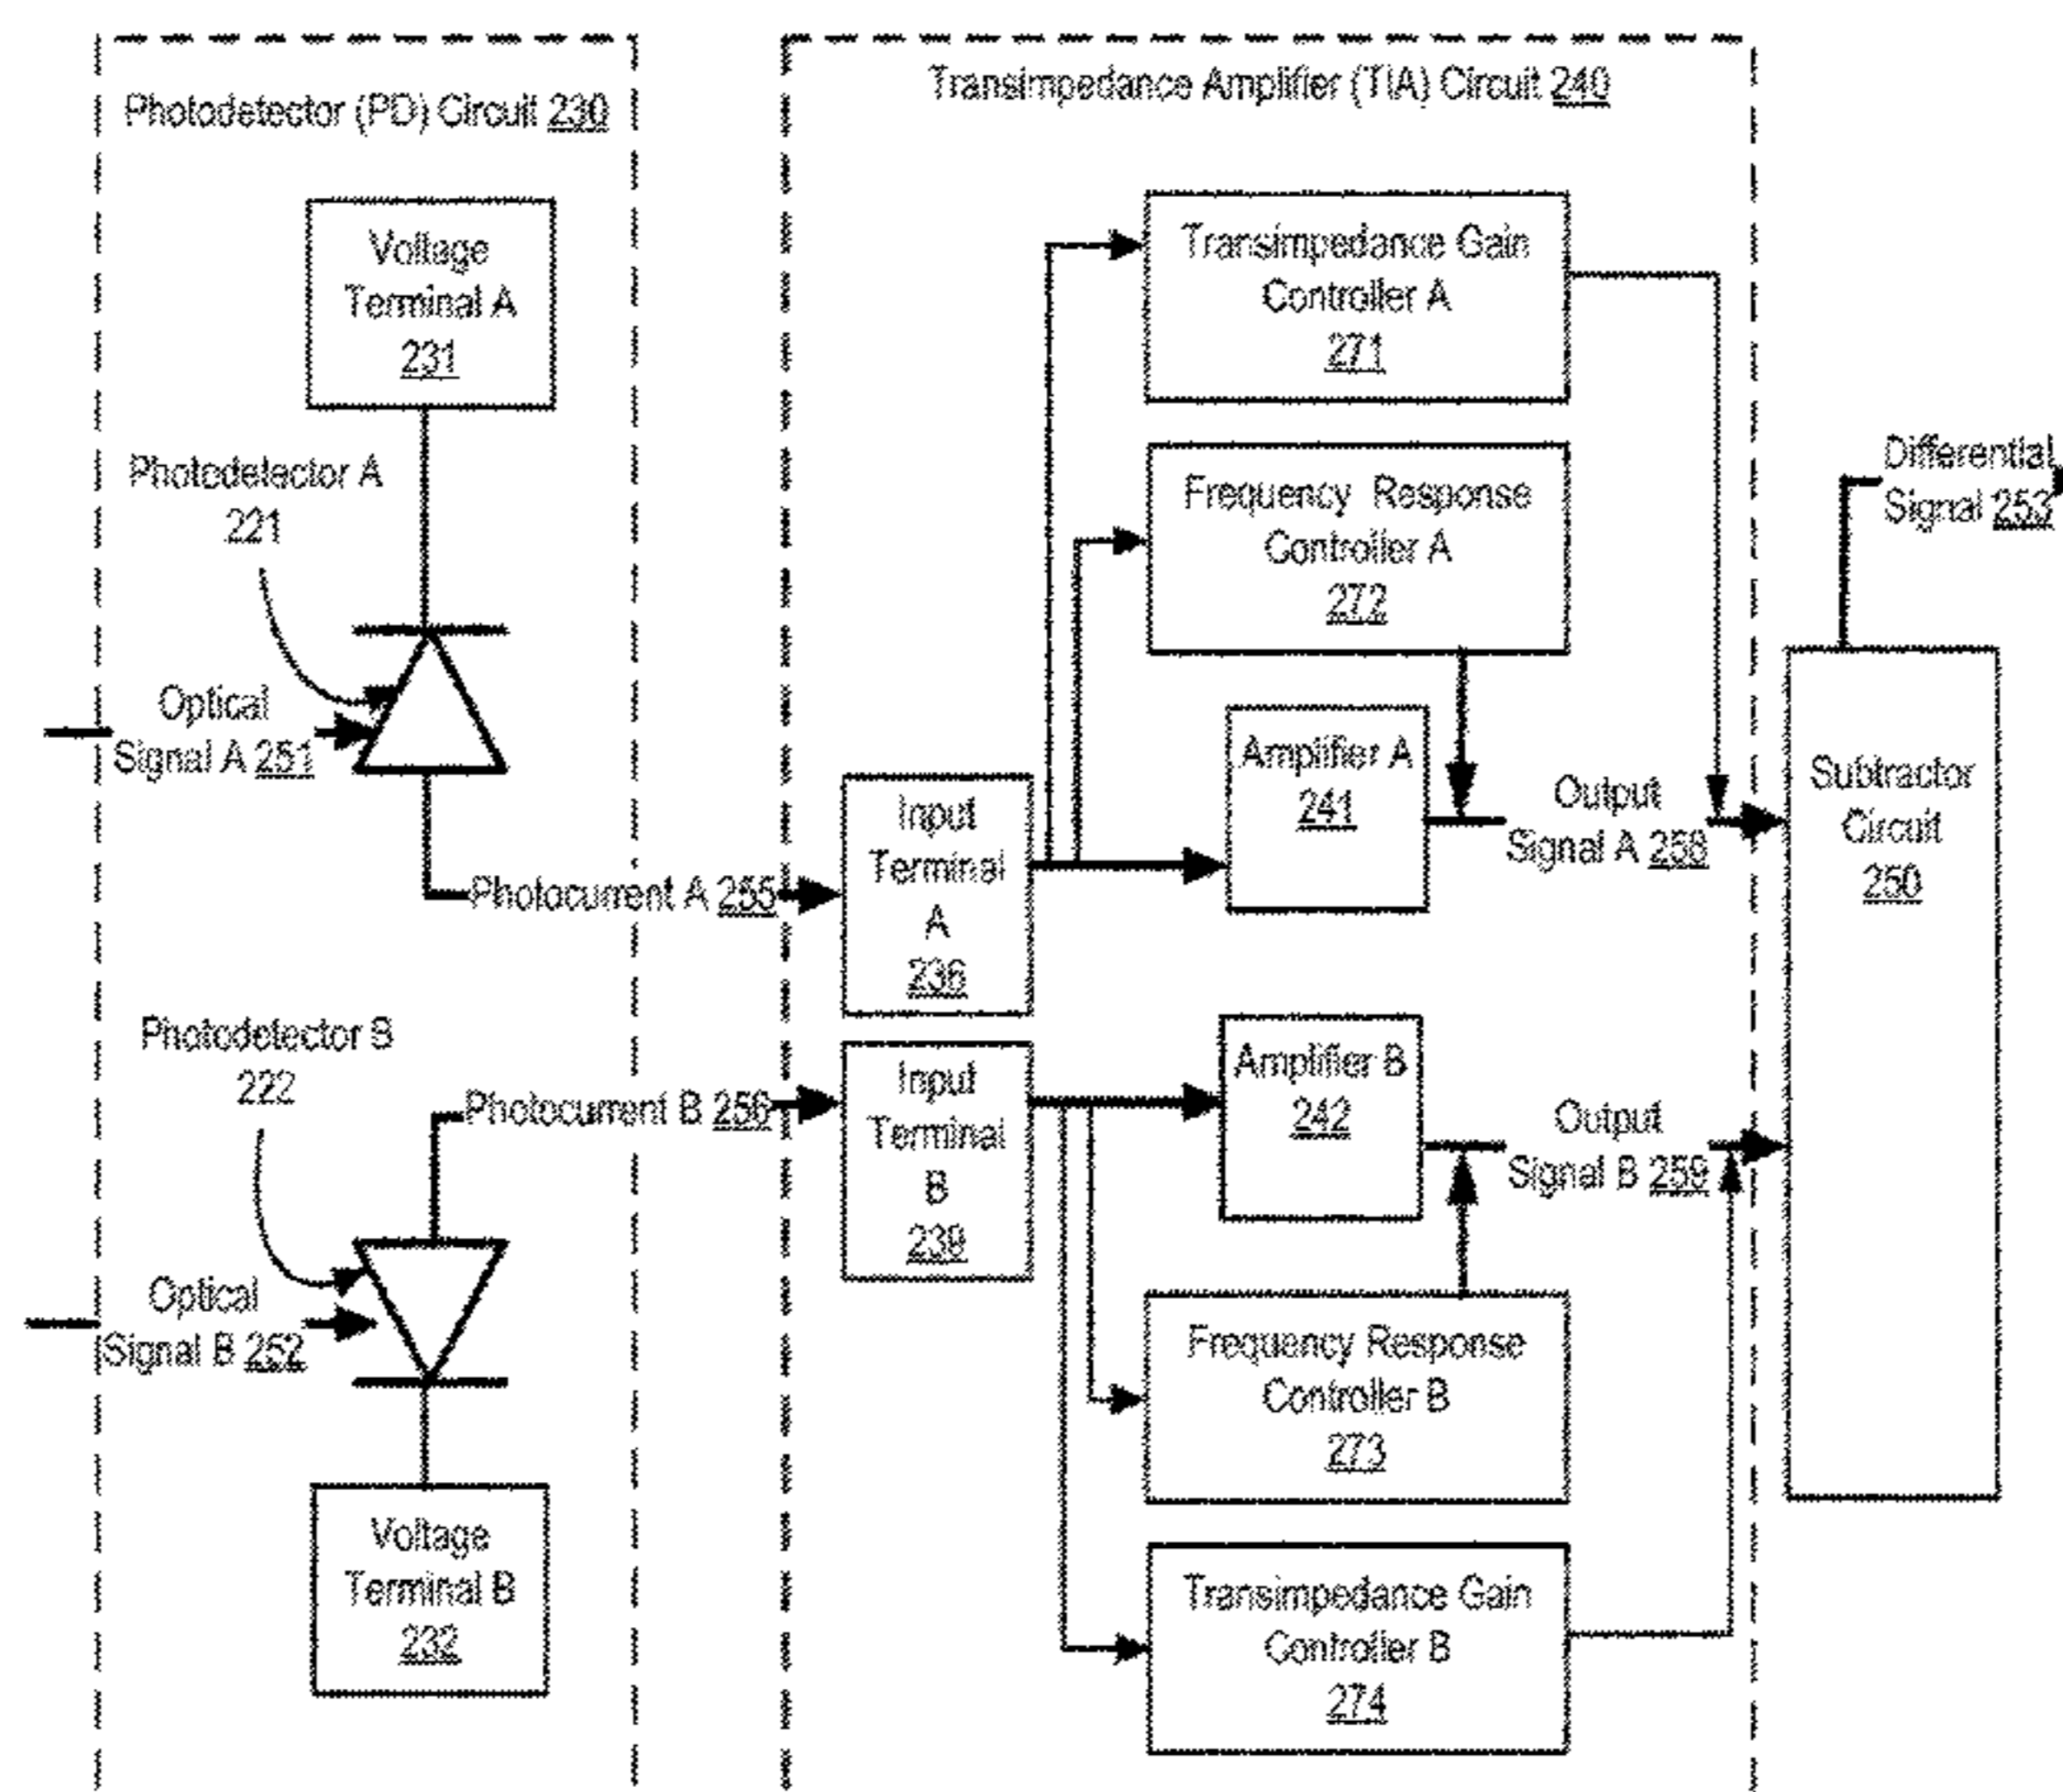 Photodetector (PD) Circuit 230
Transimpedance Amplifier (TIA) Circuit 240
Voltage
Terminal A
231
Photodetector A
221
Optical
Signal A 251
Photocurrent A 255
Photodetector B
222
Photocurrent B 256
Optical
Signal B 252
Voltage
Terminal B
232
Transimpedance Gain
Controller A
271
Frequency Response
Controller A
272
Amplifier A
241
Input
Terminal
A
236
Output
Signal A 258
Input
Terminal
B
239
Amplifier B
242
Output
Signal B 259
Frequency Response
Controller B
273
Transimpedance Gain
Controller B
274
Differential
Signal 253
Subtractor
Circuit
250